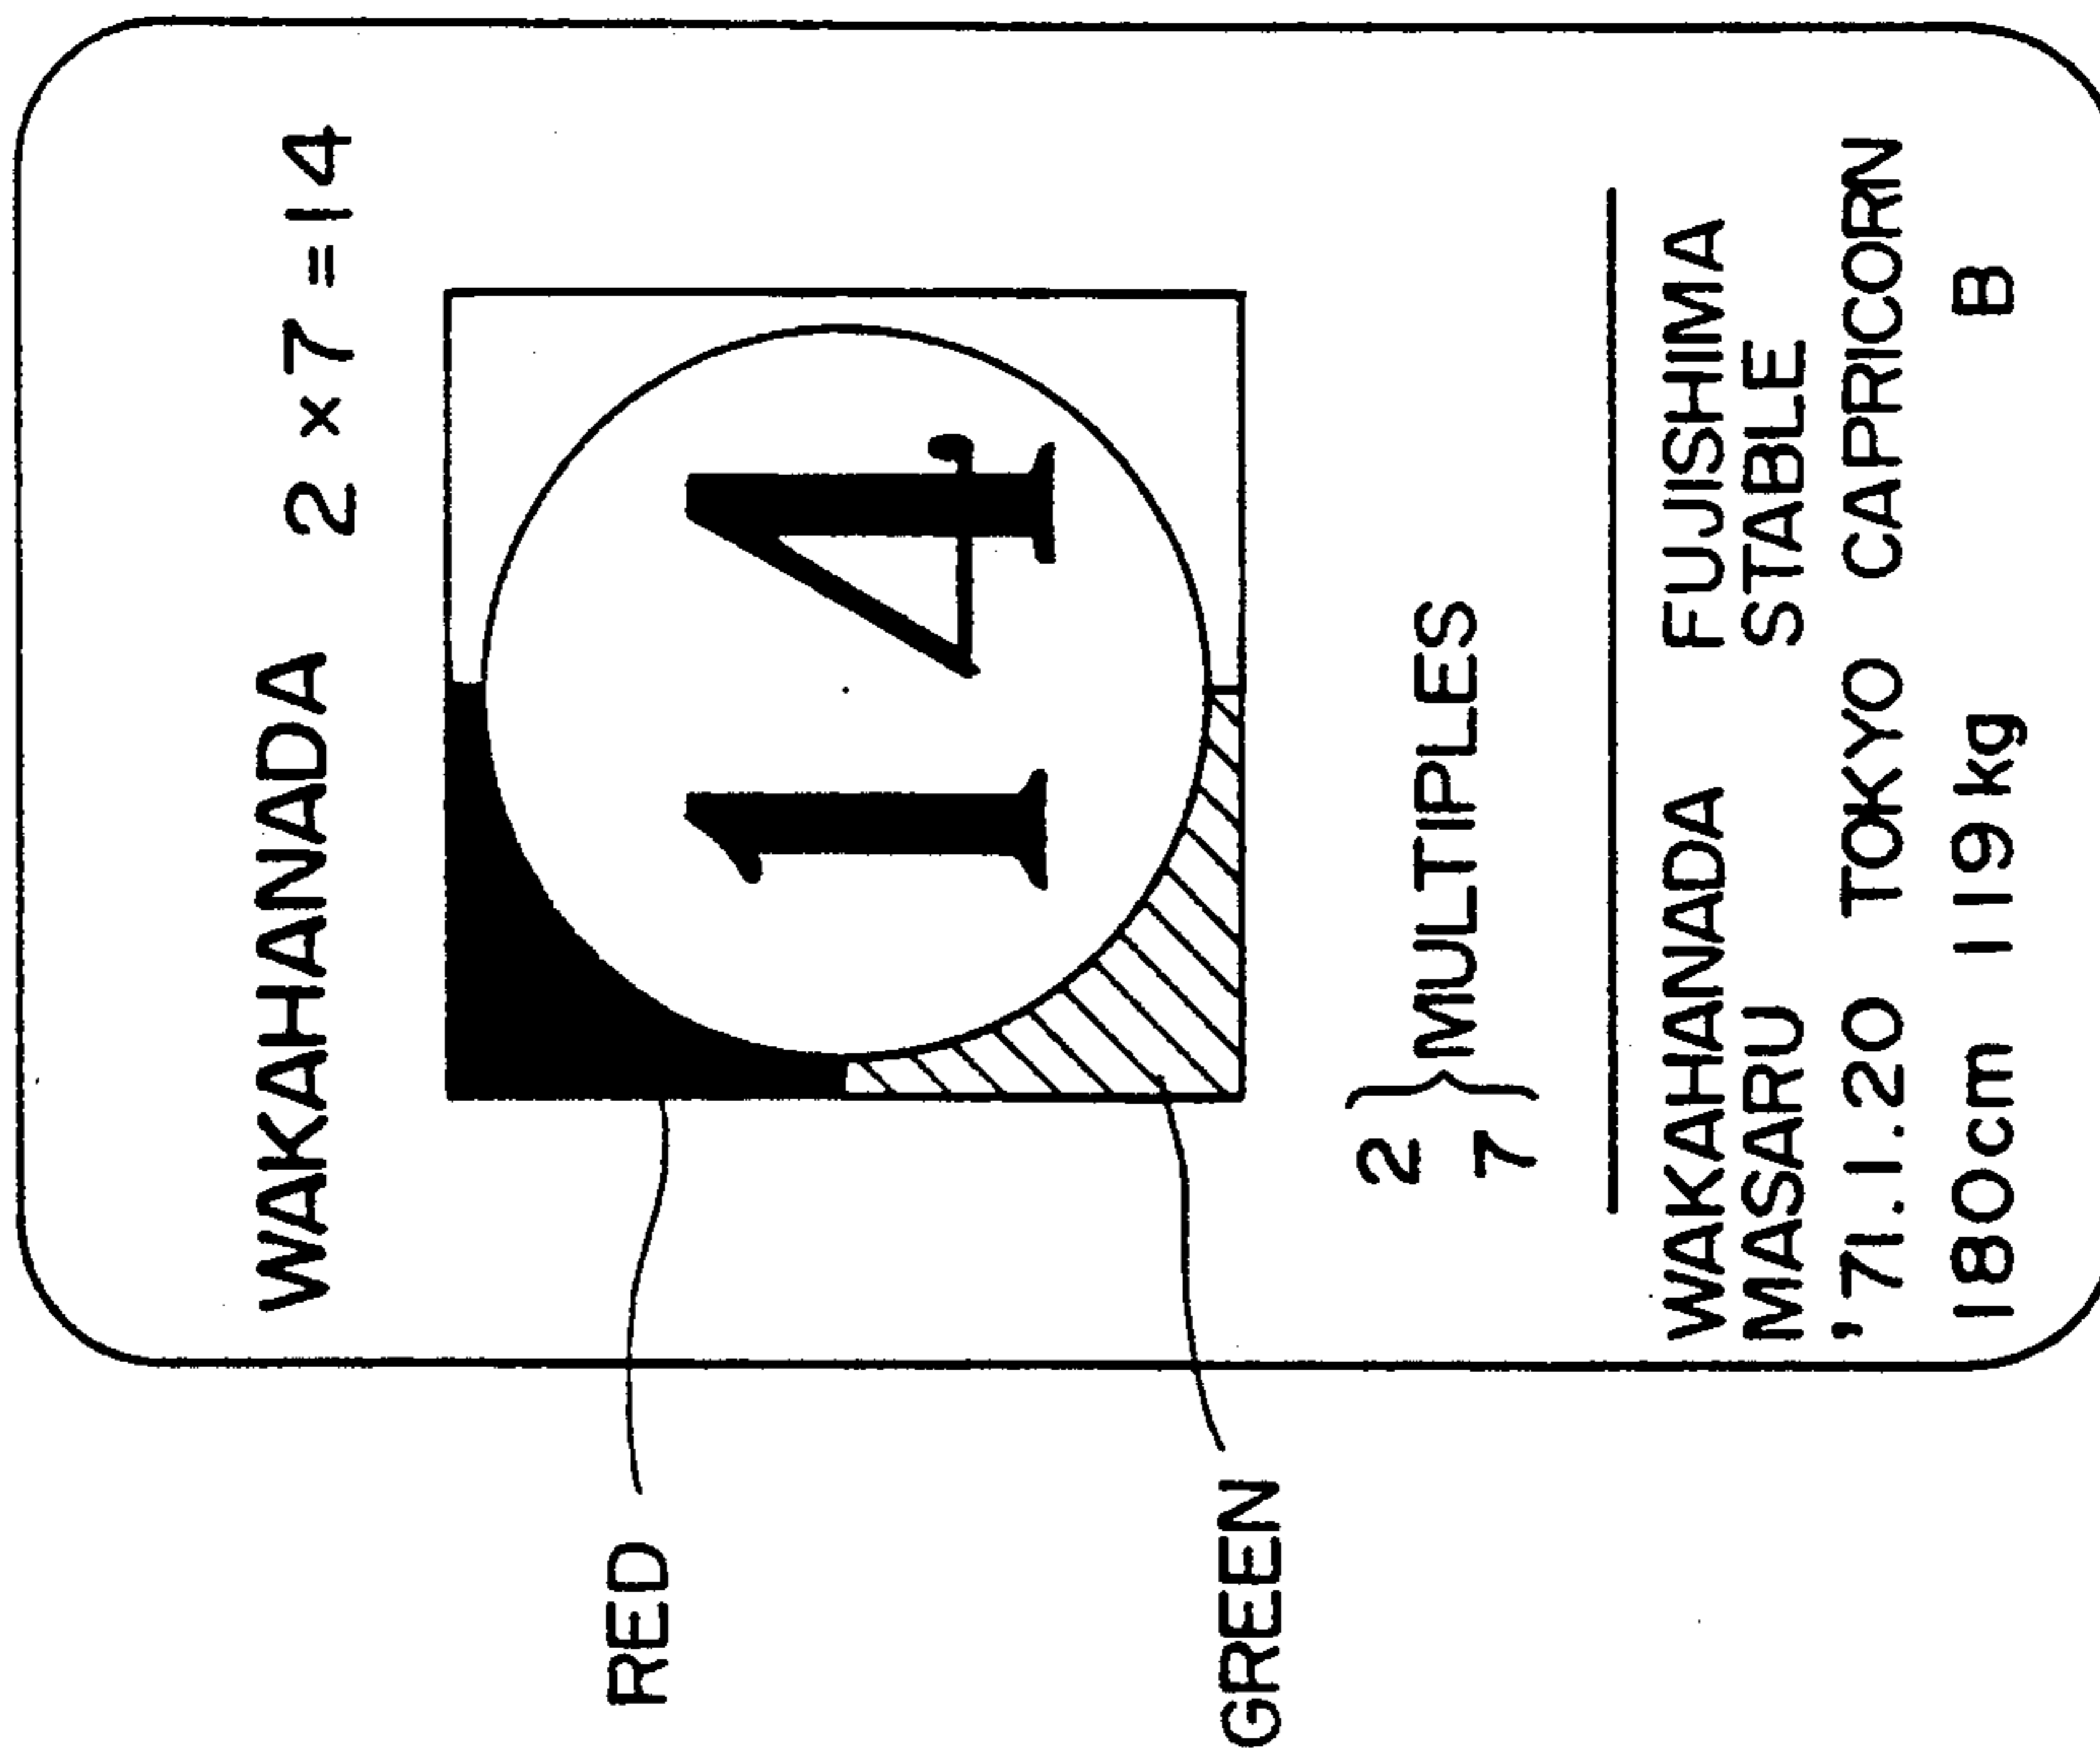 WAKAHANADA 2×7=14
14
RED
GREEN
2
7 } MULTIPLES
WAKAHANADA FUJISHIMA
MASARU STABLE
'71.1.20 TOKYO CAPRICORN
180cm 119kg B